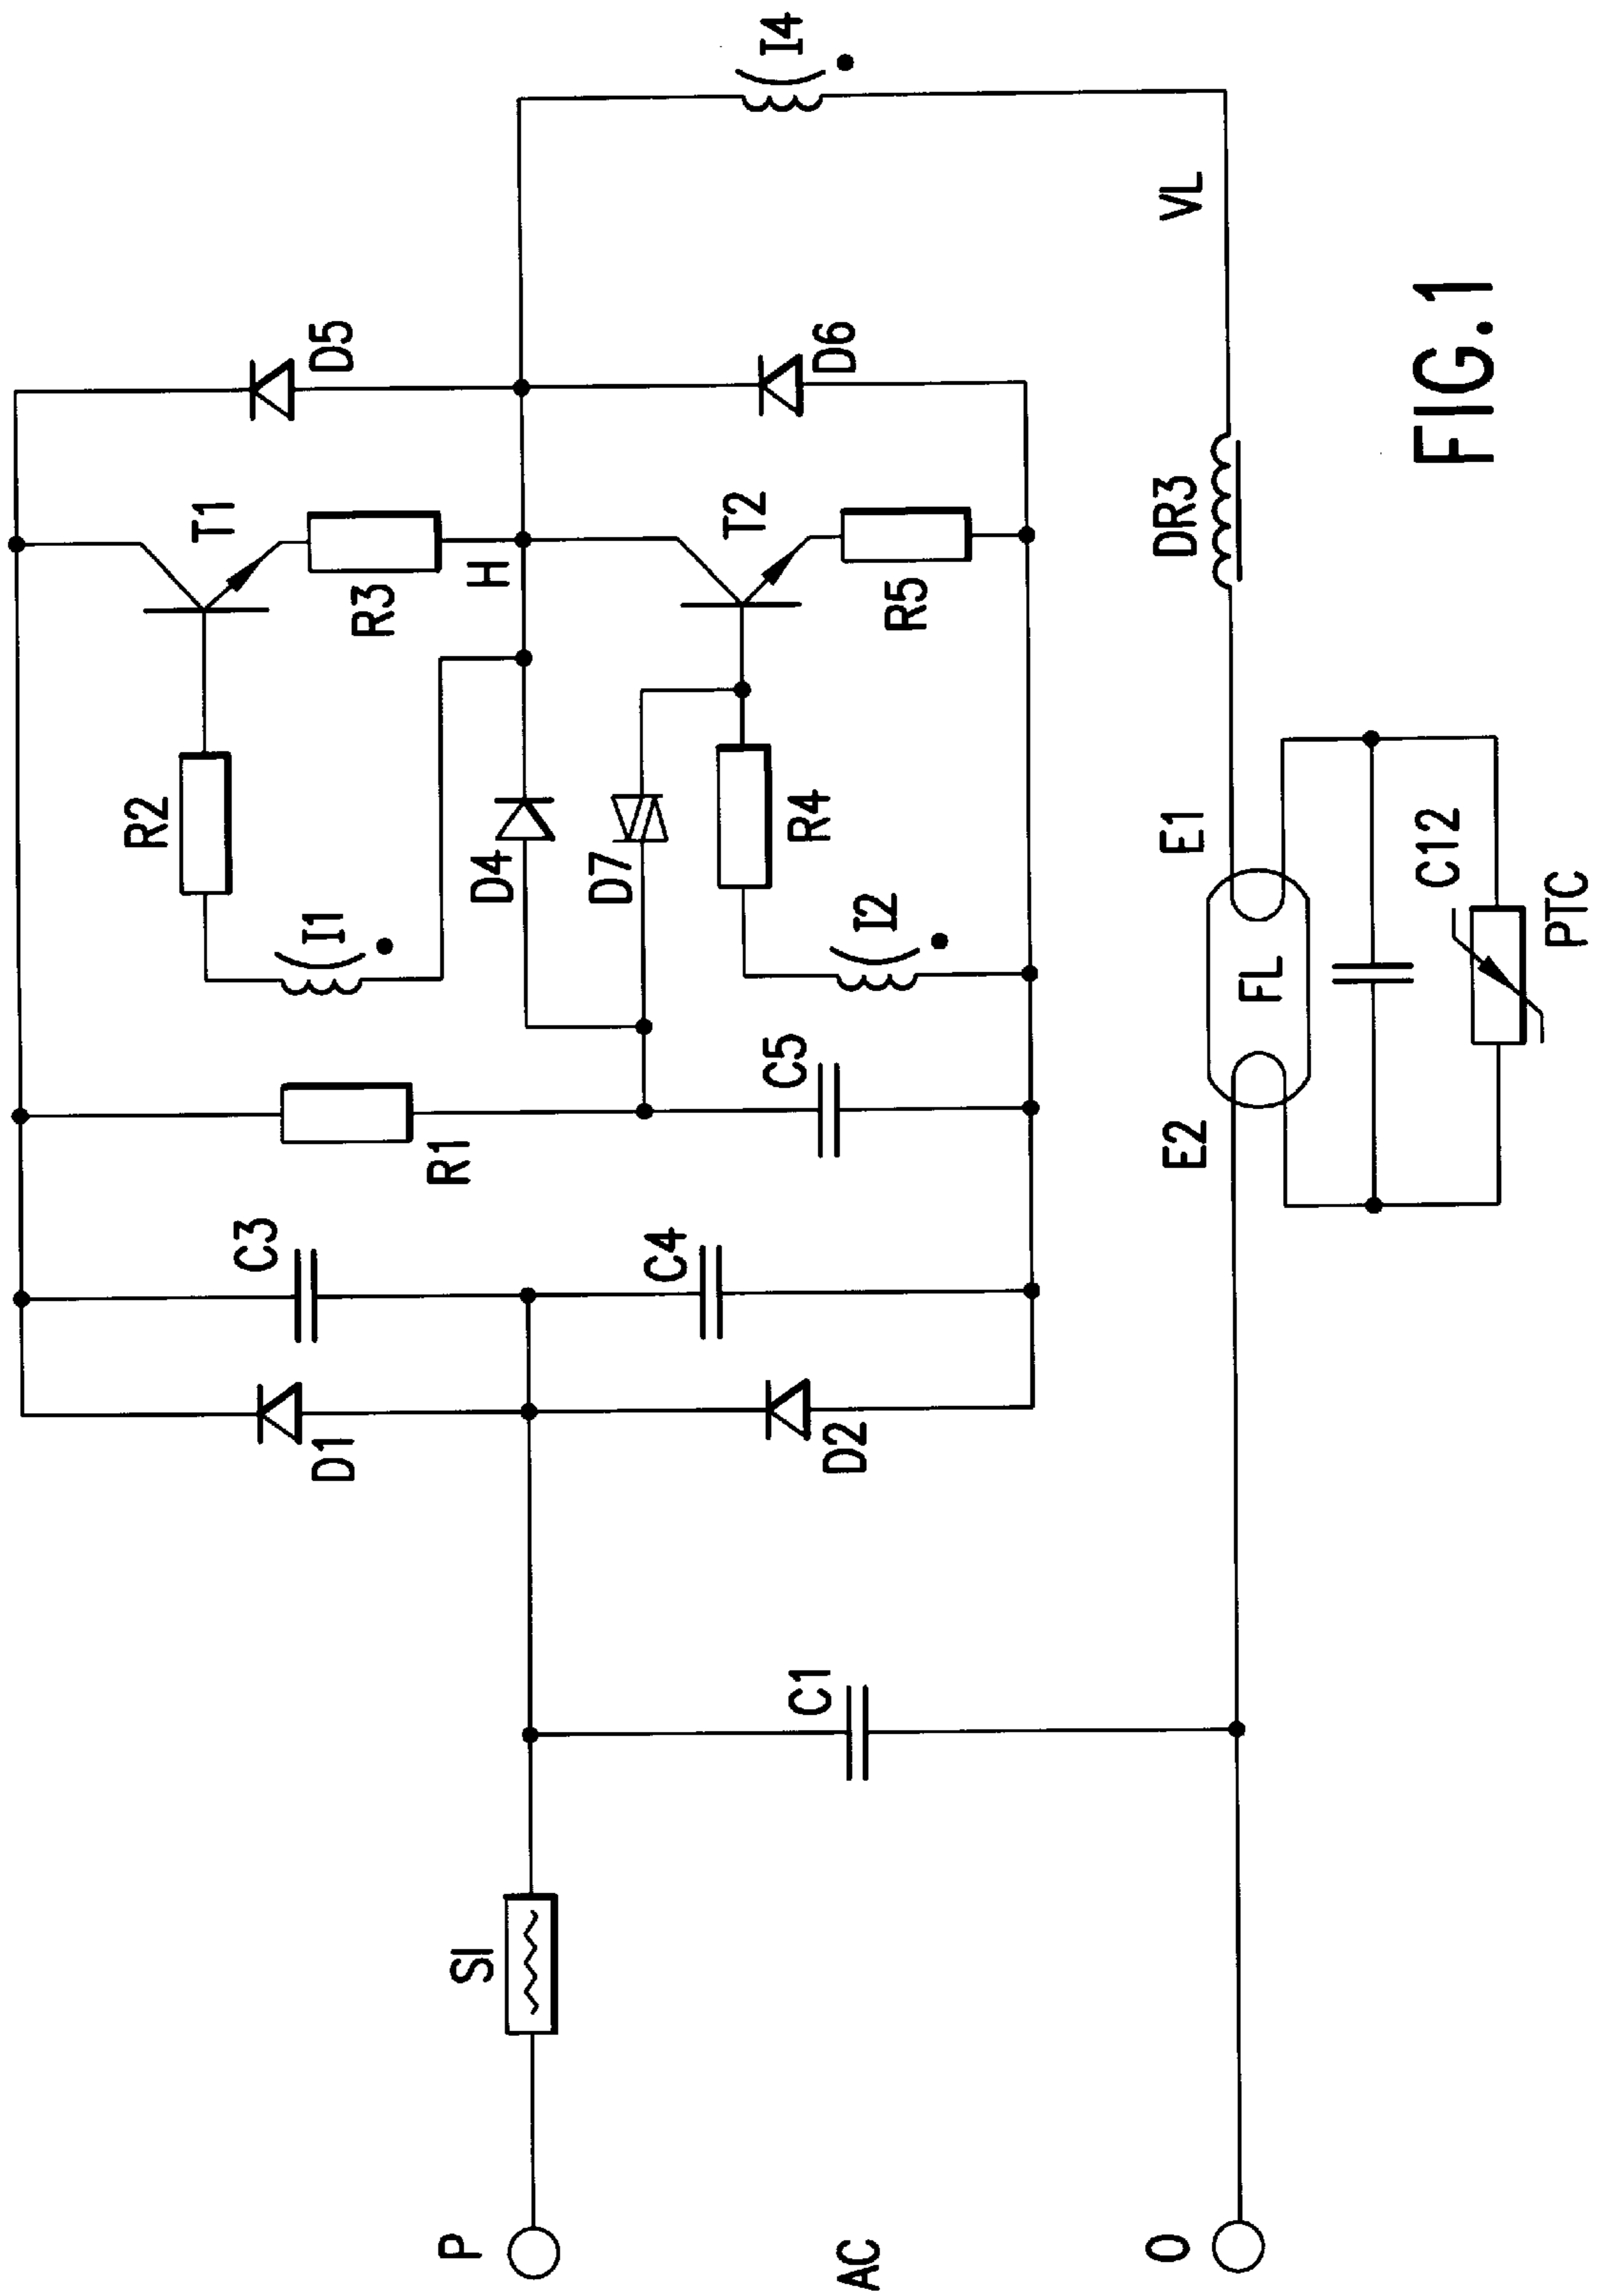 P
AC
O
SI
C1
D1
D2
C3
C4
R1
C5
I1
R2
D4
D7
I2
R4
T1
R3
H
T2
R5
D5
D6
I4
VL
DR3
E1
E2
FL
C12
PTC
FIG. 1